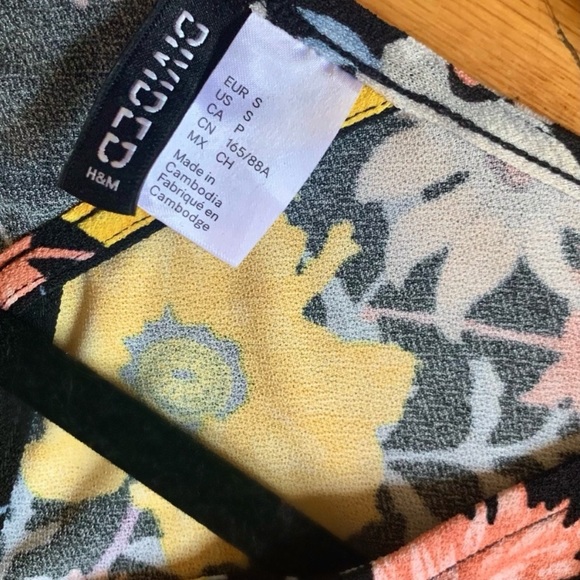 DIVIDED
H&M
EUR S
US S
CA P
CN 165/88A
MX CH
Made in
Cambodia
Fabriqué en
Cambodge